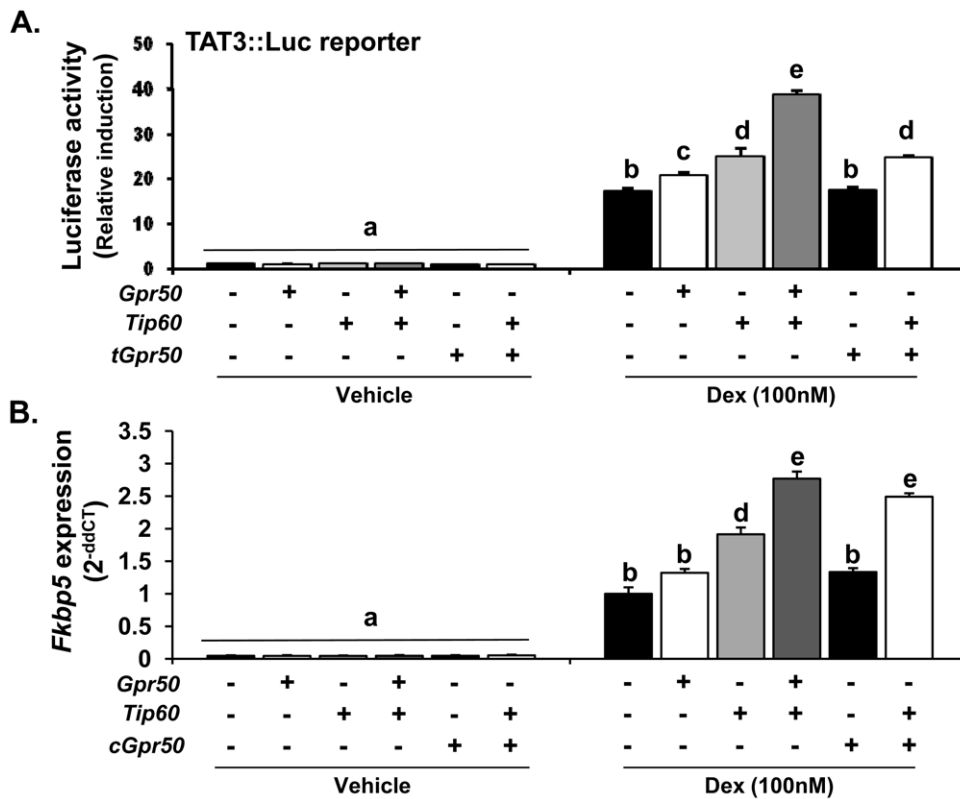 A.
TAT3::Luc reporter
Luciferase activity
(Relative induction)
50
40
30
20
10
0
a
b c d e b d
Gpr50 - + - + - - - + - + - -
Tip60 - - + + - + - - + + - +
tGpr50 - - - - + + - - - - + +
Vehicle Dex (100nM)
B.
Fkbp5 expression
(2-ddCT)
3.5
3
2.5
2
1.5
1
0.5
0
a
b b d e b e
Gpr50 - + - + - - - + - + - -
Tip60 - - + + - + - - + + - +
cGpr50 - - - - + + - - - - + +
Vehicle Dex (100nM)